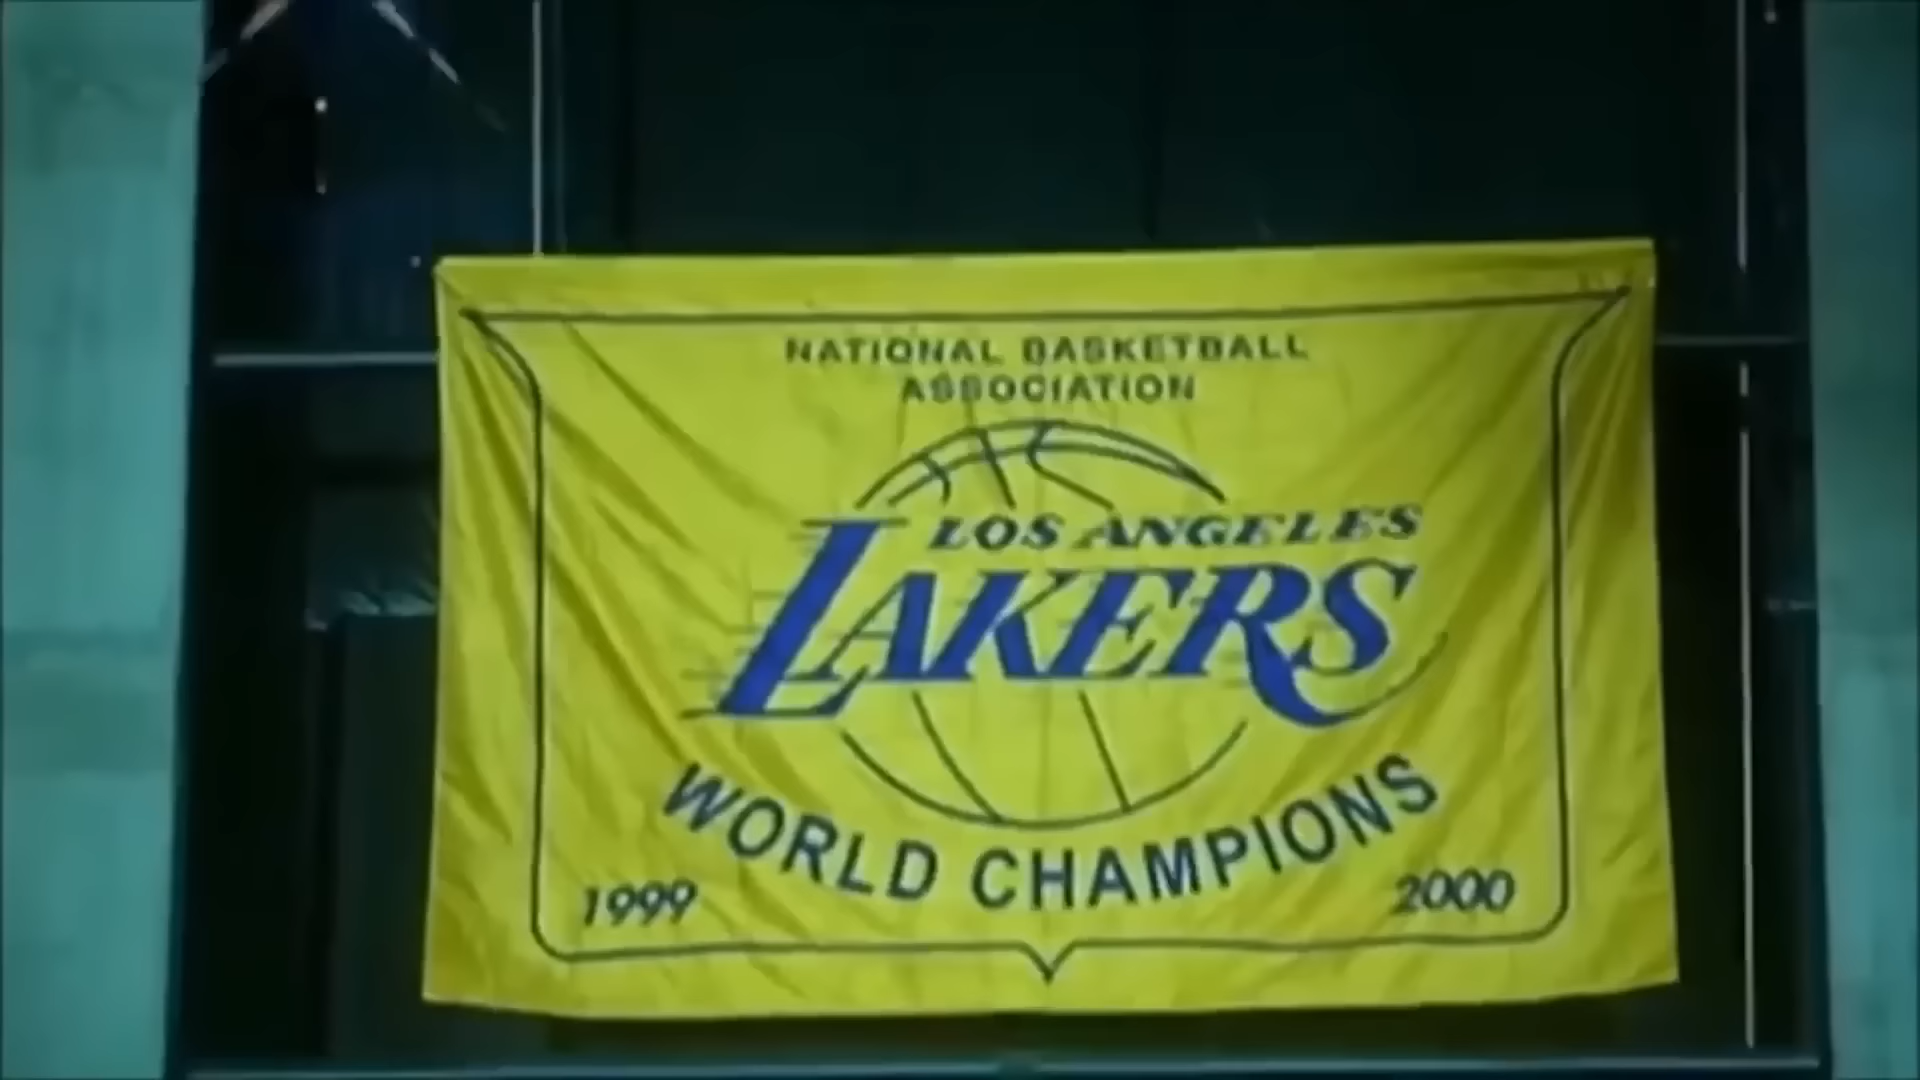 NATIONAL BASKETBALL
ASSOCIATION
LOS ANGELES
LAKERS
WORLD CHAMPIONS
1999 2000